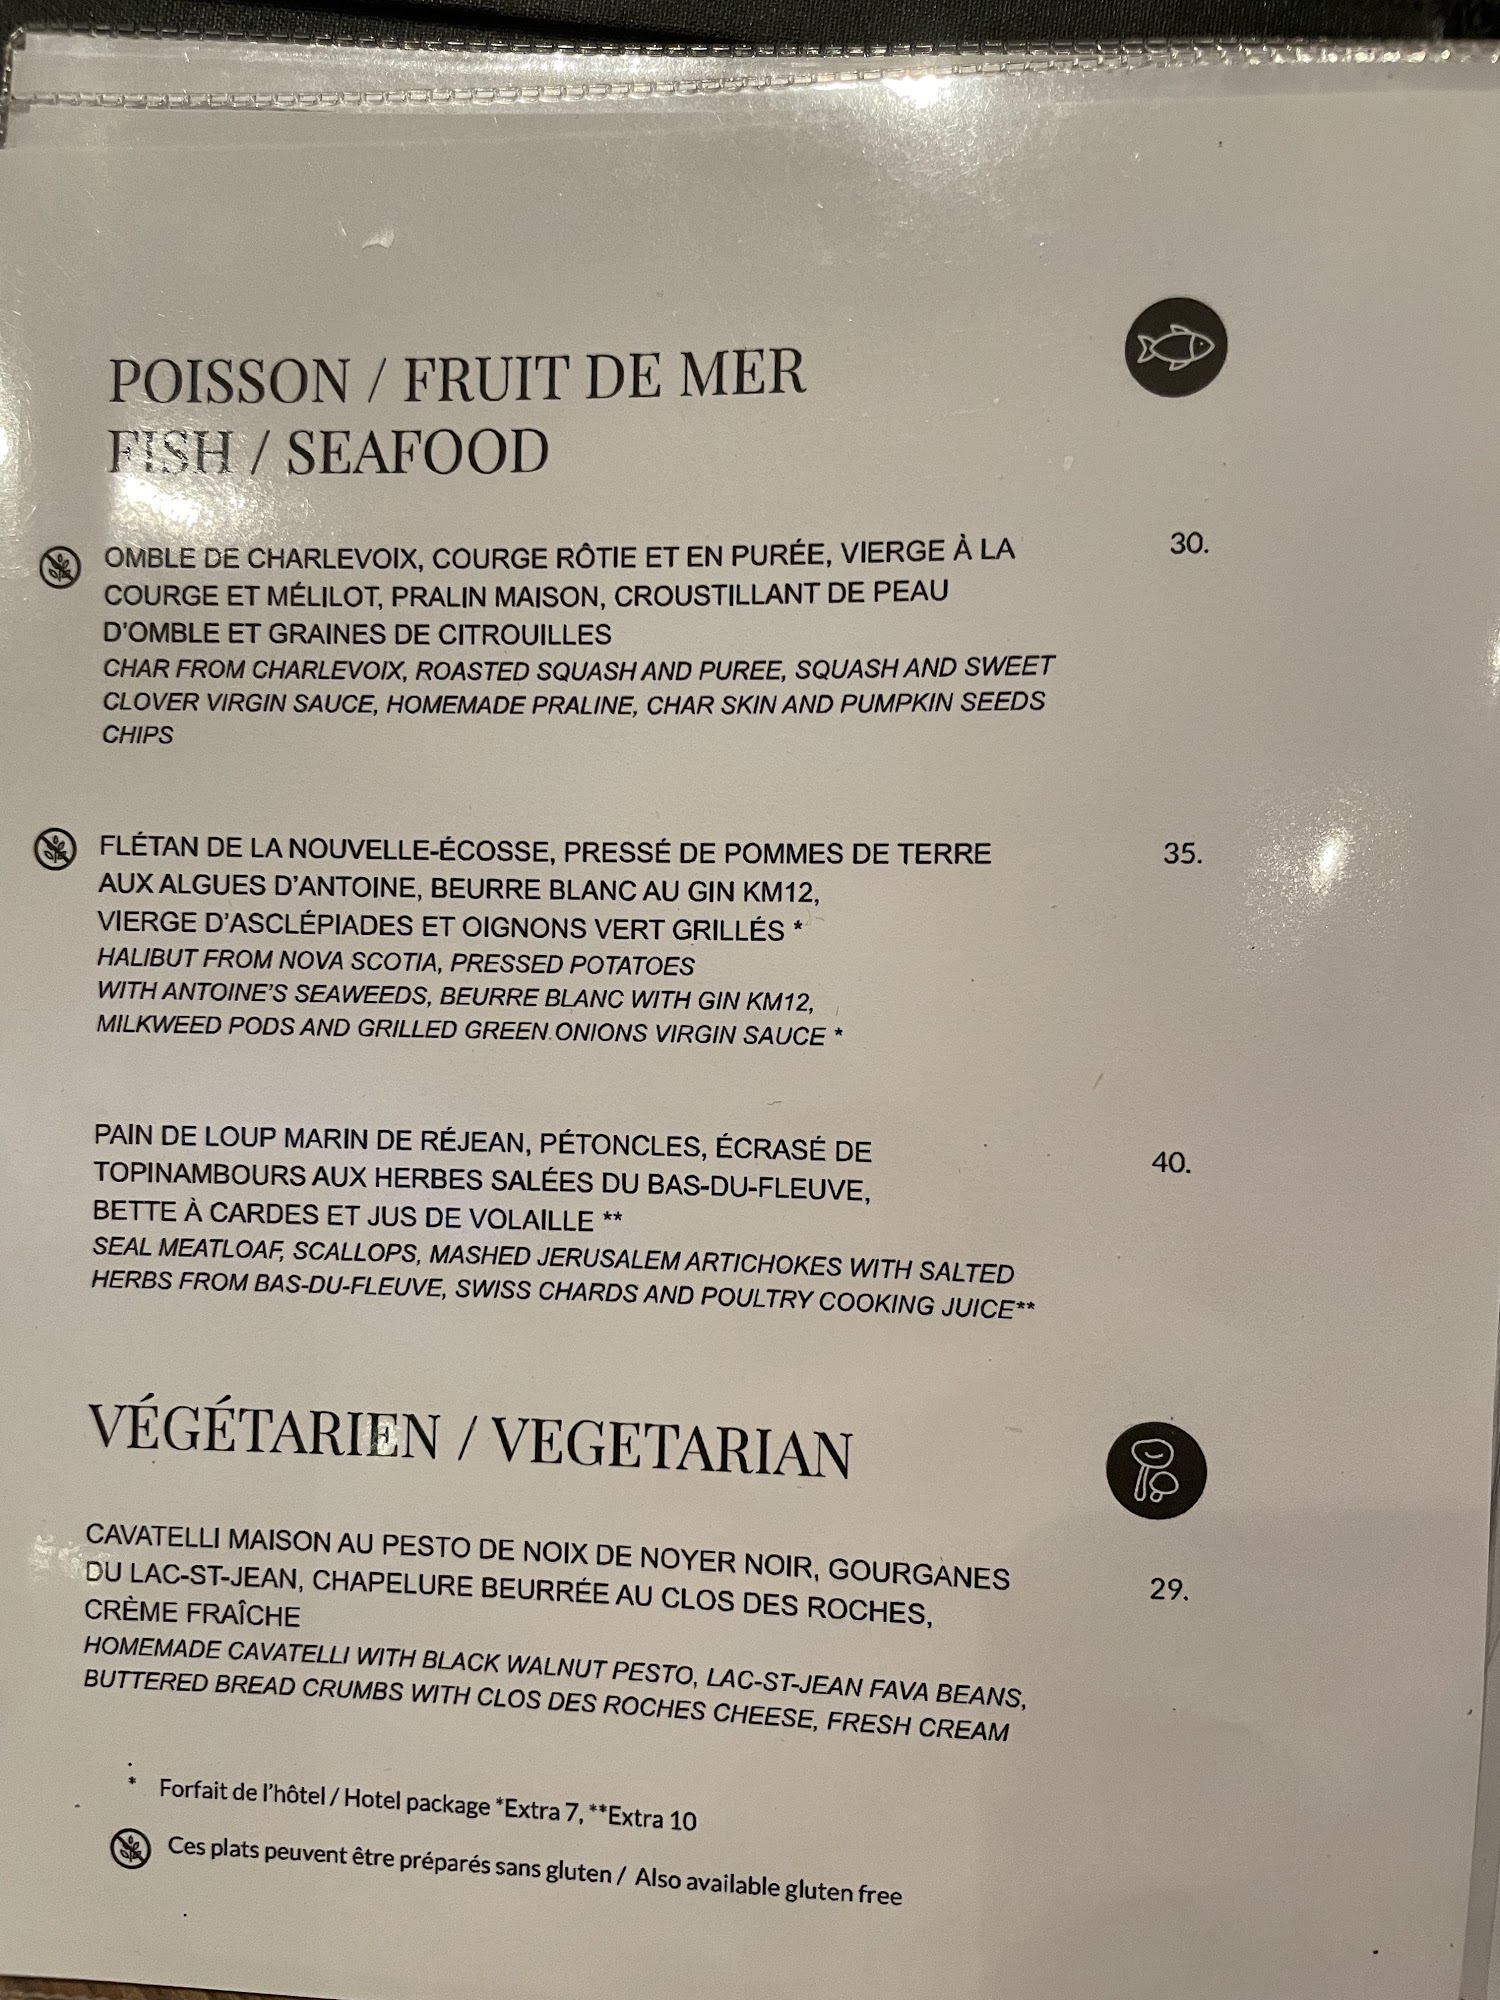 POISSON / FRUIT DE MER
FISH / SEAFOOD
OMBLE DE CHARLEVOIX, COURGE RÔTIE ET EN PURÉE, VIERGE À LA
30.
COURGE ET MÉLILOT, PRALIN MAISON, CROUSTILLANT DE PEAU
D'OMBLE ET GRAINES DE CITROUILLES
CHAR FROM CHARLEVOIX, ROASTED SQUASH AND PUREE, SQUASH AND SWEET
CLOVER VIRGIN SAUCE, HOMEMADE PRALINE, CHAR SKIN AND PUMPKIN SEEDS
CHIPS
FLÉTAN DE LA NOUVELLE-ÉCOSSE, PRESSÉ DE POMMES DE TERRE
35.
AUX ALGUES D'ANTOINE, BEURRE BLANC AU GIN KM12,
VIERGE D'ASCLÉPIADES ET OIGNONS VERT GRILLÉS *
HALIBUT FROM NOVA SCOTIA, PRESSED POTATOES
WITH ANTOINE'S SEAWEEDS, BEURRE BLANC WITH GIN KM12,
MILKWEED PODS AND GRILLED GREEN ONIONS VIRGIN SAUCE *
PAIN DE LOUP MARIN DE RÉJEAN, PÉTONCLES, ÉCRASÉ DE
40.
TOPINAMBOURS AUX HERBES SALÉES DU BAS-DU-FLEUVE,
BETTE À CARDES ET JUS DE VOLAILLE **
SEAL MEATLOAF, SCALLOPS, MASHED JERUSALEM ARTICHOKES WITH SALTED
HERBS FROM BAS-DU-FLEUVE, SWISS CHARDS AND POULTRY COOKING JUICE**
VÉGÉTARIEN / VEGETARIAN
CAVATELLI MAISON AU PESTO DE NOIX DE NOYER NOIR, GOURGANES
29.
DU LAC-ST-JEAN, CHAPELURE BEURRÉE AU CLOS DES ROCHES,
CRÈME FRAÎCHE
HOMEMADE CAVATELLI WITH BLACK WALNUT PESTO, LAC-ST-JEAN FAVA BEANS,
BUTTERED BREAD CRUMBS WITH CLOS DES ROCHES CHEESE, FRESH CREAM
* Forfait de l'hôtel / Hotel package *Extra 7, **Extra 10
Ces plats peuvent être préparés sans gluten / Also available gluten free